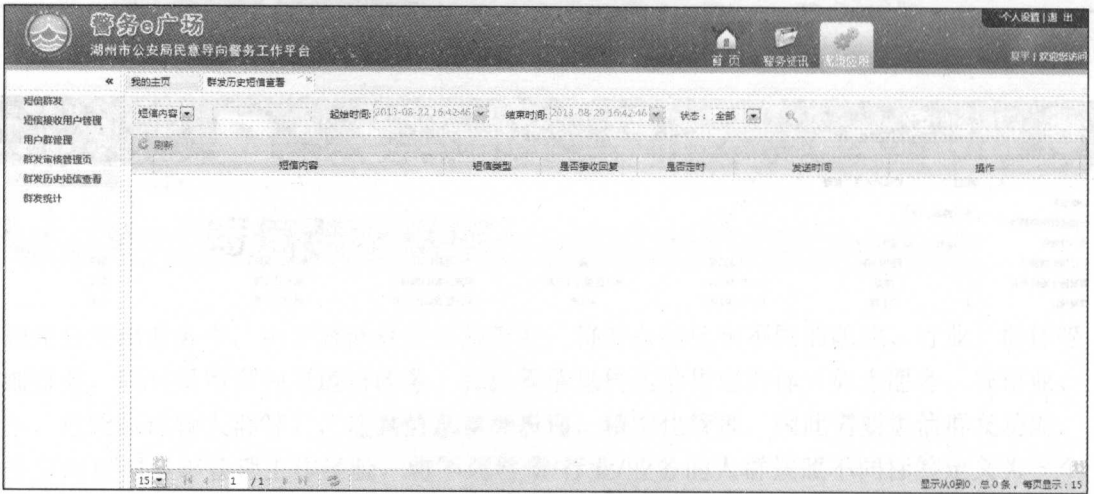 警务e广场
湖州市公安局民意导向警务工作平台
个人设置 | 退 出
夏平 | 欢迎您访问
首 页
警务资讯
«
我的主页
群发历史短信查看
短信群发
短信接收用户管理
用户群管理
群发审核管理页
群发历史短信查看
群发统计
短信内容
起始时间: 2013-08-22 16:42:46
结束时间: 2013-08-29 16:42:46
状态： 全部
刷新
短信内容 短信类型 是否接收回复 是否定时 发送时间 操作
15 1 /1
显示从0到0，总 0 条，每页显示：15